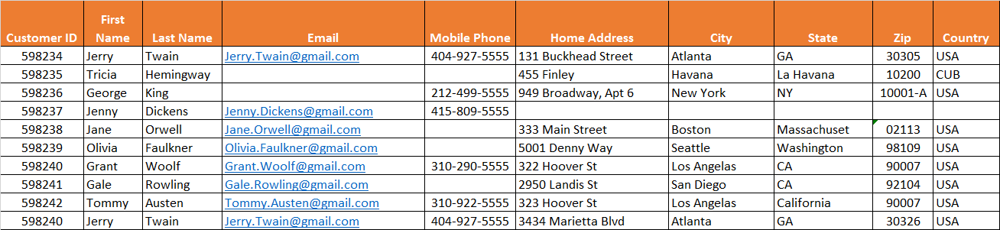 Customer ID First Name Last Name Email Mobile Phone Home Address City State Zip Country
598234 Jerry Twain Jerry.Twain@gmail.com 404-927-5555 131 Buckhead Street Atlanta GA 30305 USA
598235 Tricia Hemingway 455 Finley Havana La Havana 10200 CUB
598236 George King 212-499-5555 949 Broadway, Apt 6 New York NY 10001-A USA
598237 Jenny Dickens Jenny.Dickens@gmail.com 415-809-5555
598238 Jane Orwell Jane.Orwell@gmail.com 333 Main Street Boston Massachuset 02113 USA
598239 Olivia Faulkner Olivia.Faulkner@gmail.com 5001 Denny Way Seattle Washington 98109 USA
598240 Grant Woolf Grant.Woolf@gmail.com 310-290-5555 322 Hoover St Los Angelas CA 90007 USA
598241 Gale Rowling Gale.Rowling@gmail.com 2950 Landis St San Diego CA 92104 USA
598242 Tommy Austen Tommy.Austen@gmail.com 310-922-5555 323 Hoover St Los Angelas California 90007 USA
598240 Jerry Twain Jerry.Twain@gmail.com 404-927-5555 3434 Marietta Blvd Atlanta GA 30326 USA